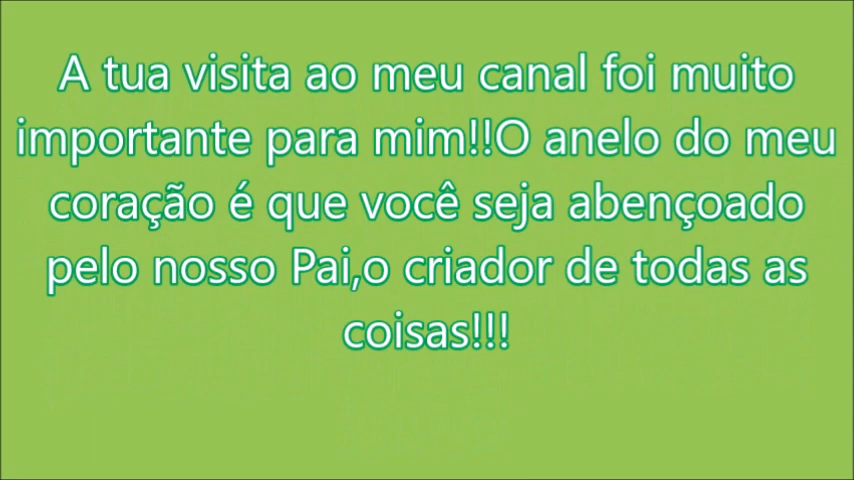 A tua visita ao meu canal foi muito
importante para mim!!O anelo do meu
coração é que você seja abençoado
pelo nosso Pai,o criador de todas as
coisas!!!